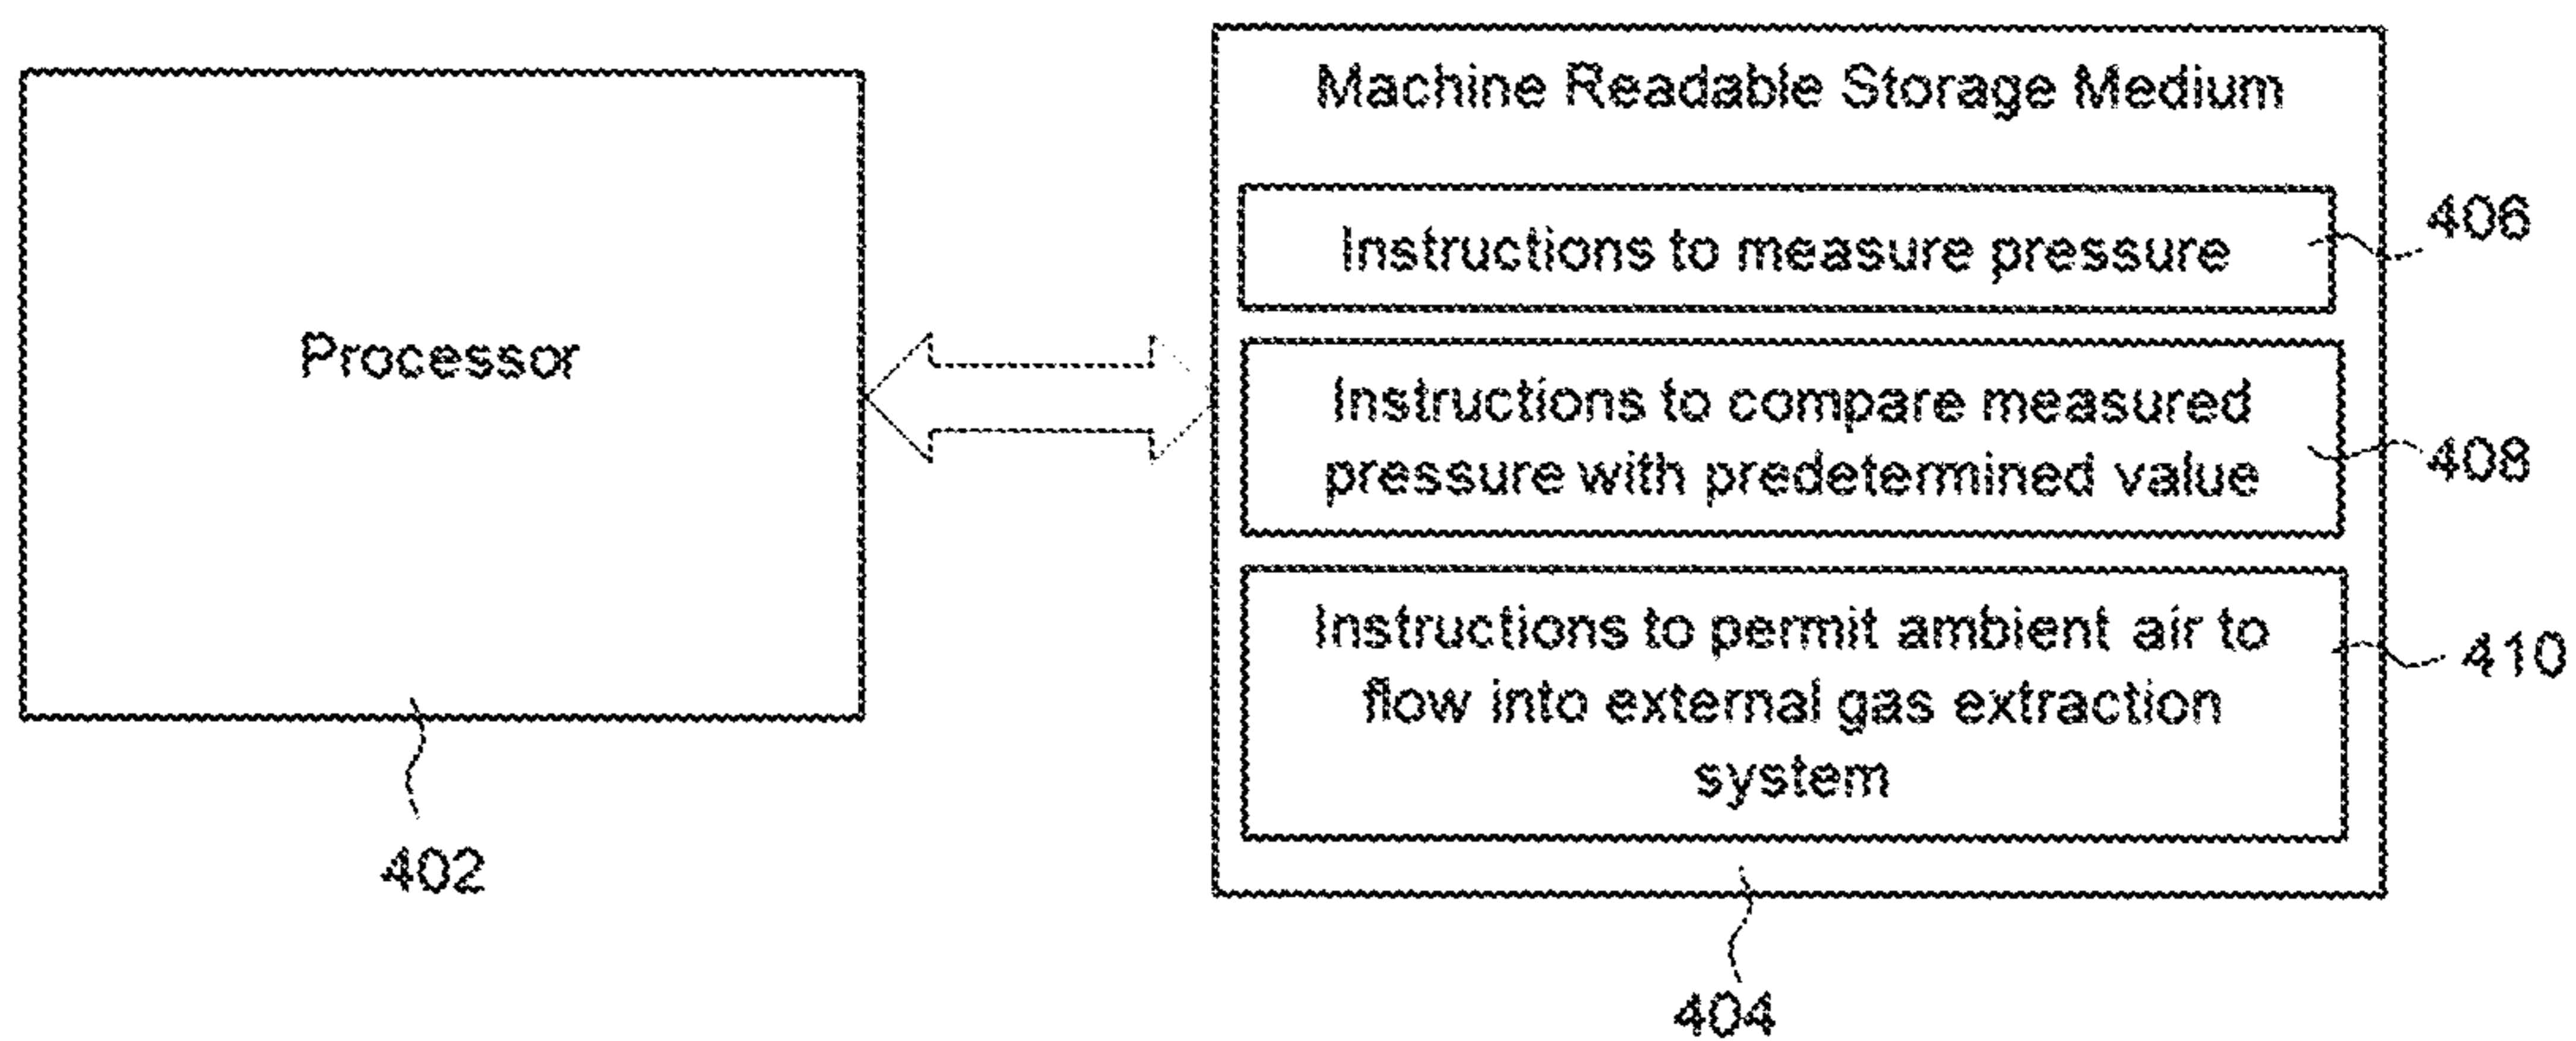 Processor
402
Machine Readable Storage Medium
Instructions to measure pressure
406
Instructions to compare measured
pressure with predetermined value
408
Instructions to permit ambient air to
flow into external gas extraction
system
410
404